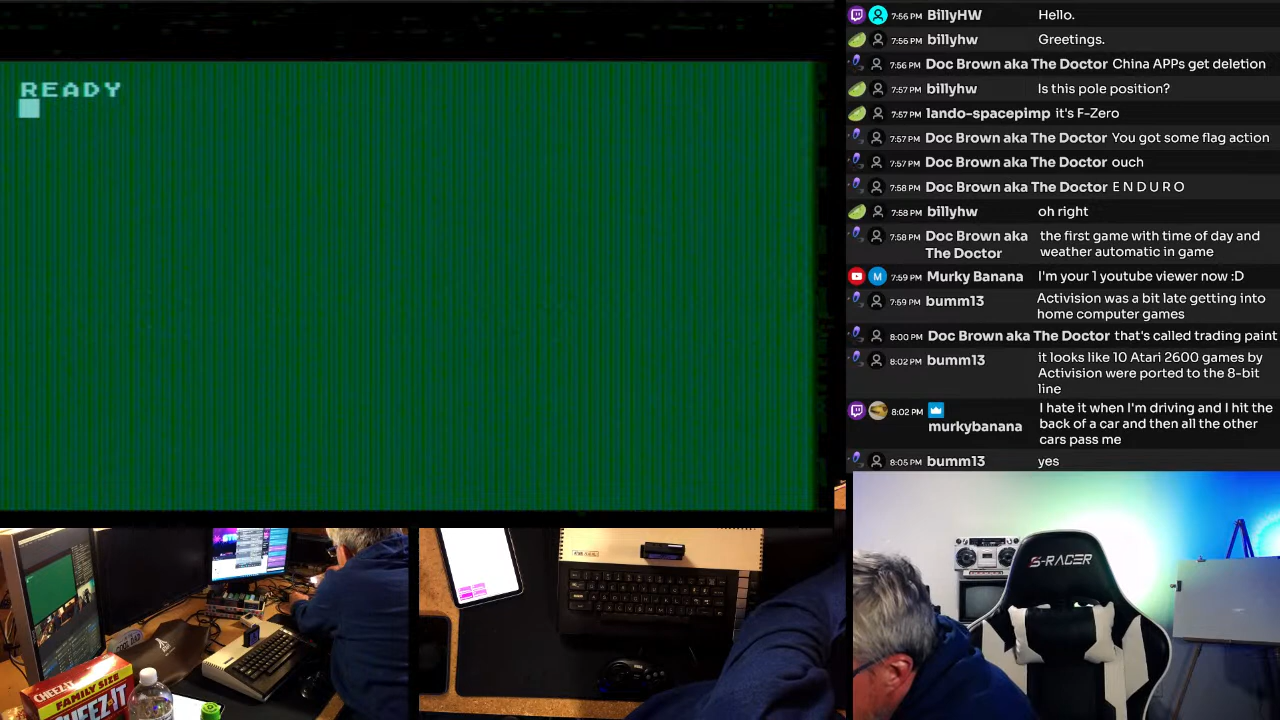 READY
7:56 PM BillyHW Hello.
7:56 PM billyhw Greetings.
7:56 PM Doc Brown aka The Doctor China APPs get deletion
7:57 PM billyhw Is this pole position?
7:57 PM lando-spacepimp it's F-Zero
7:57 PM Doc Brown aka The Doctor You got some flag action
7:57 PM Doc Brown aka The Doctor ouch
7:58 PM Doc Brown aka The Doctor E N D U R O
7:58 PM billyhw oh right
7:58 PM Doc Brown aka The Doctor the first game with time of day and
weather automatic in game
M 7:59 PM Murky Banana I'm your 1 youtube viewer now :D
7:59 PM bumm13 Activision was a bit late getting into
home computer games
8:00 PM Doc Brown aka The Doctor that's called trading paint
8:02 PM bumm13 it looks like 10 Atari 2600 games by
Activision were ported to the 8-bit
line
8:02 PM murkybanana I hate it when I'm driving and I hit the
back of a car and then all the other
cars pass me
8:05 PM bumm13 yes
S-RACER
CHEEZ-IT
FAMILY SIZE
CHEEZ-IT